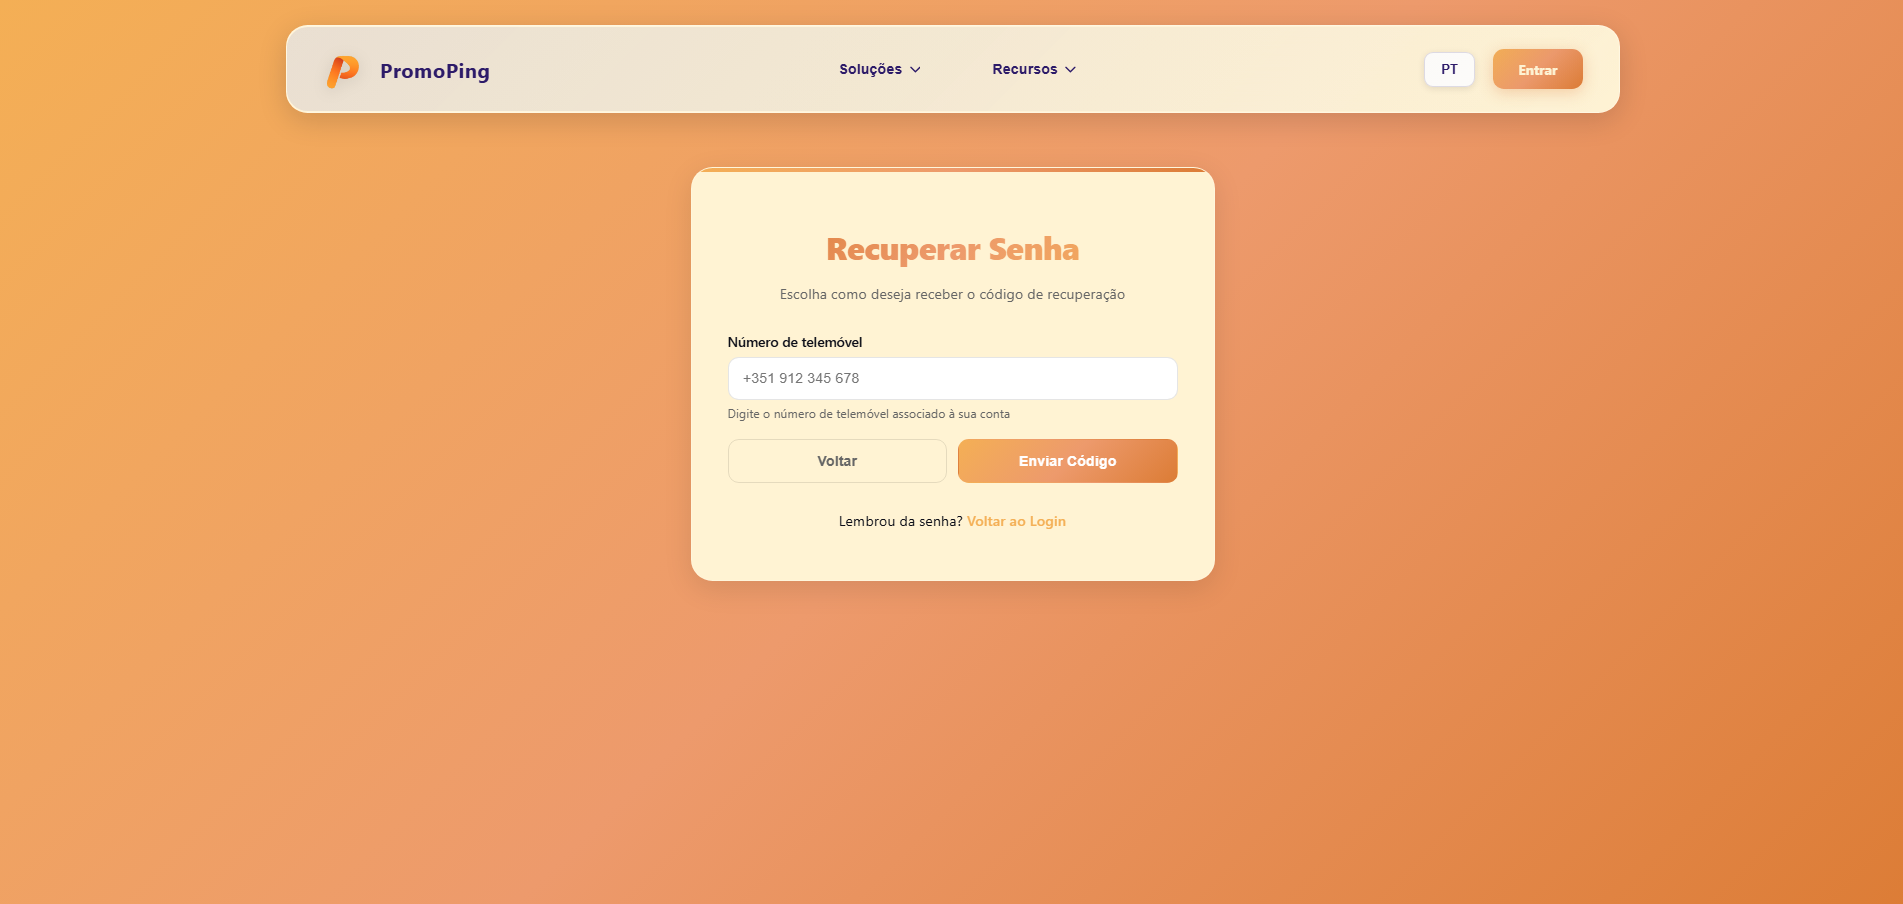 PromoPing
Soluções
Recursos
PT
Entrar
Recuperar Senha
Escolha como deseja receber o código de recuperação
Número de telemóvel
+351 912 345 678
Digite o número de telemóvel associado à sua conta
Voltar
Enviar Código
Lembrou da senha? Voltar ao Login